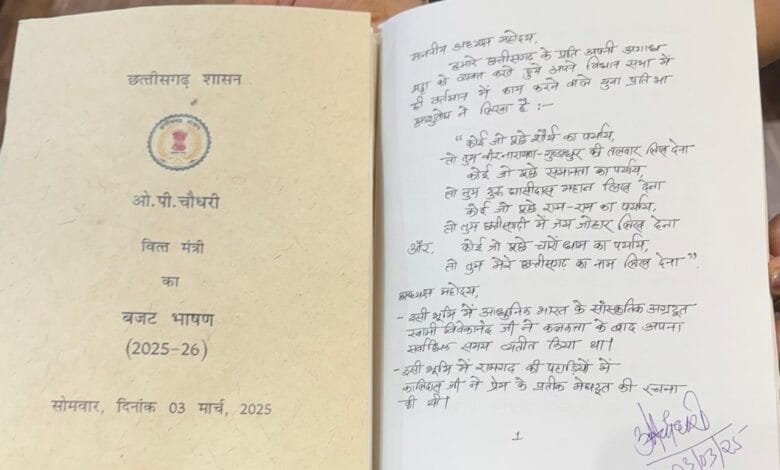 छत्तीसगढ़ शासन
ओ.पी.चौधरी
वित्त मंत्री
का
बजट भाषण
(2025-26)
सोमवार, दिनांक 03 मार्च, 2025
माननीय अध्यक्ष महोदय,
हमारे छत्तीसगढ़ के प्रति अपनी अगाध
श्रद्धा को व्यक्त करते हुये अपने विधान सभा में
ही वर्तमान में काम करने वाले युवा प्रतिभा
ने लिखा है :-
“कोई जो पूछे शौर्य का पर्याय,
तो तुम वीरनारायण-गुण्डाधुर की तलवार लिख देना
कोई जो पूछे समानता का पर्याय,
तो तुम गुरु घासीदास महान लिख देना
कोई जो पूछे राम-राम का पर्याय,
तो तुम छत्तीसगढ़ी में जय जोहार लिख देना
और, कोई जो पूछे चारों धाम का पर्याय,
तो तुम मेरे छत्तीसगढ़ का नाम लिख देना”
अध्यक्ष महोदय,
- इसी भूमि में आधुनिक भारत के सांस्कृतिक अग्रदूत
स्वामी विवेकानंद जी ने कलकत्ता के बाद अपना
सर्वाधिक समय व्यतीत किया था।
- इसी भूमि में रामगढ़ की पहाड़ियों में
कालिदास जी ने प्रेम के प्रतीक मेघदूत की रचना
की थी।
1
03/03/25